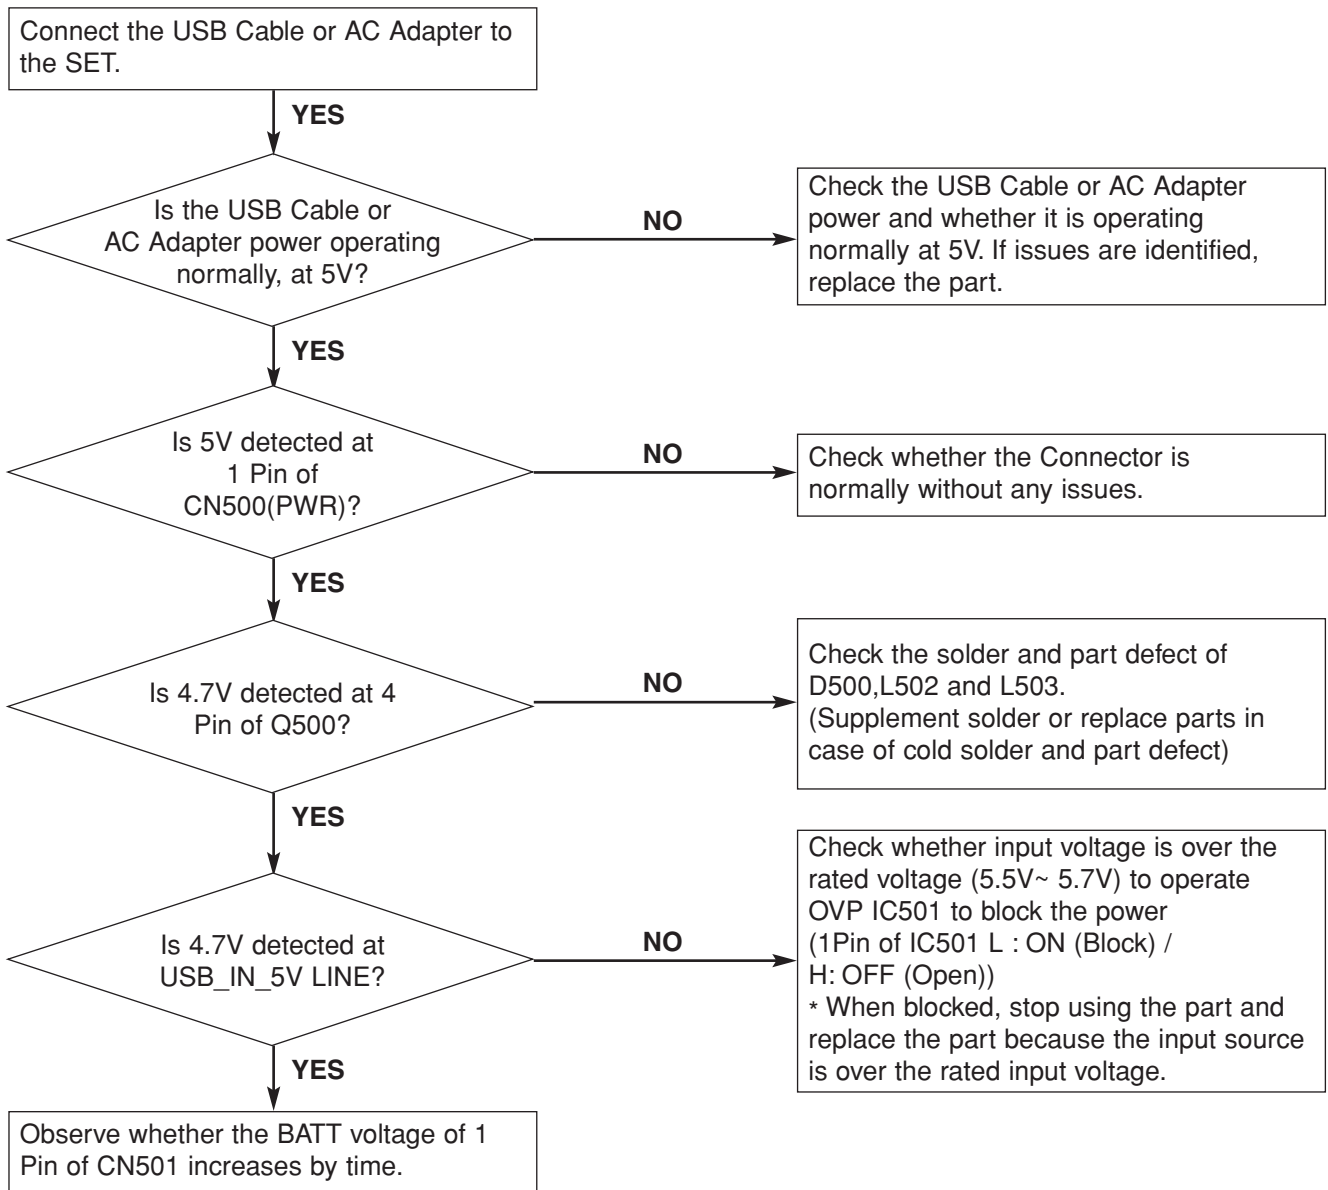 Connect the USB Cable or AC Adapter to
the SET.
YES
Is the USB Cable or
AC Adapter power operating
normally, at 5V?
NO
Check the USB Cable or AC Adapter
power and whether it is operating
normally at 5V. If issues are identified,
replace the part.
YES
Is 5V detected at
1 Pin of
CN500(PWR)?
NO
Check whether the Connector is
normally without any issues.
YES
Is 4.7V detected at 4
Pin of Q500?
NO
Check the solder and part defect of
D500,L502 and L503.
(Supplement solder or replace parts in
case of cold solder and part defect)
YES
Is 4.7V detected at
USB_IN_5V LINE?
NO
Check whether input voltage is over the
rated voltage (5.5V~ 5.7V) to operate
OVP IC501 to block the power
(1Pin of IC501 L : ON (Block) /
H: OFF (Open))
* When blocked, stop using the part and
replace the part because the input source
is over the rated input voltage.
YES
Observe whether the BATT voltage of 1
Pin of CN501 increases by time.